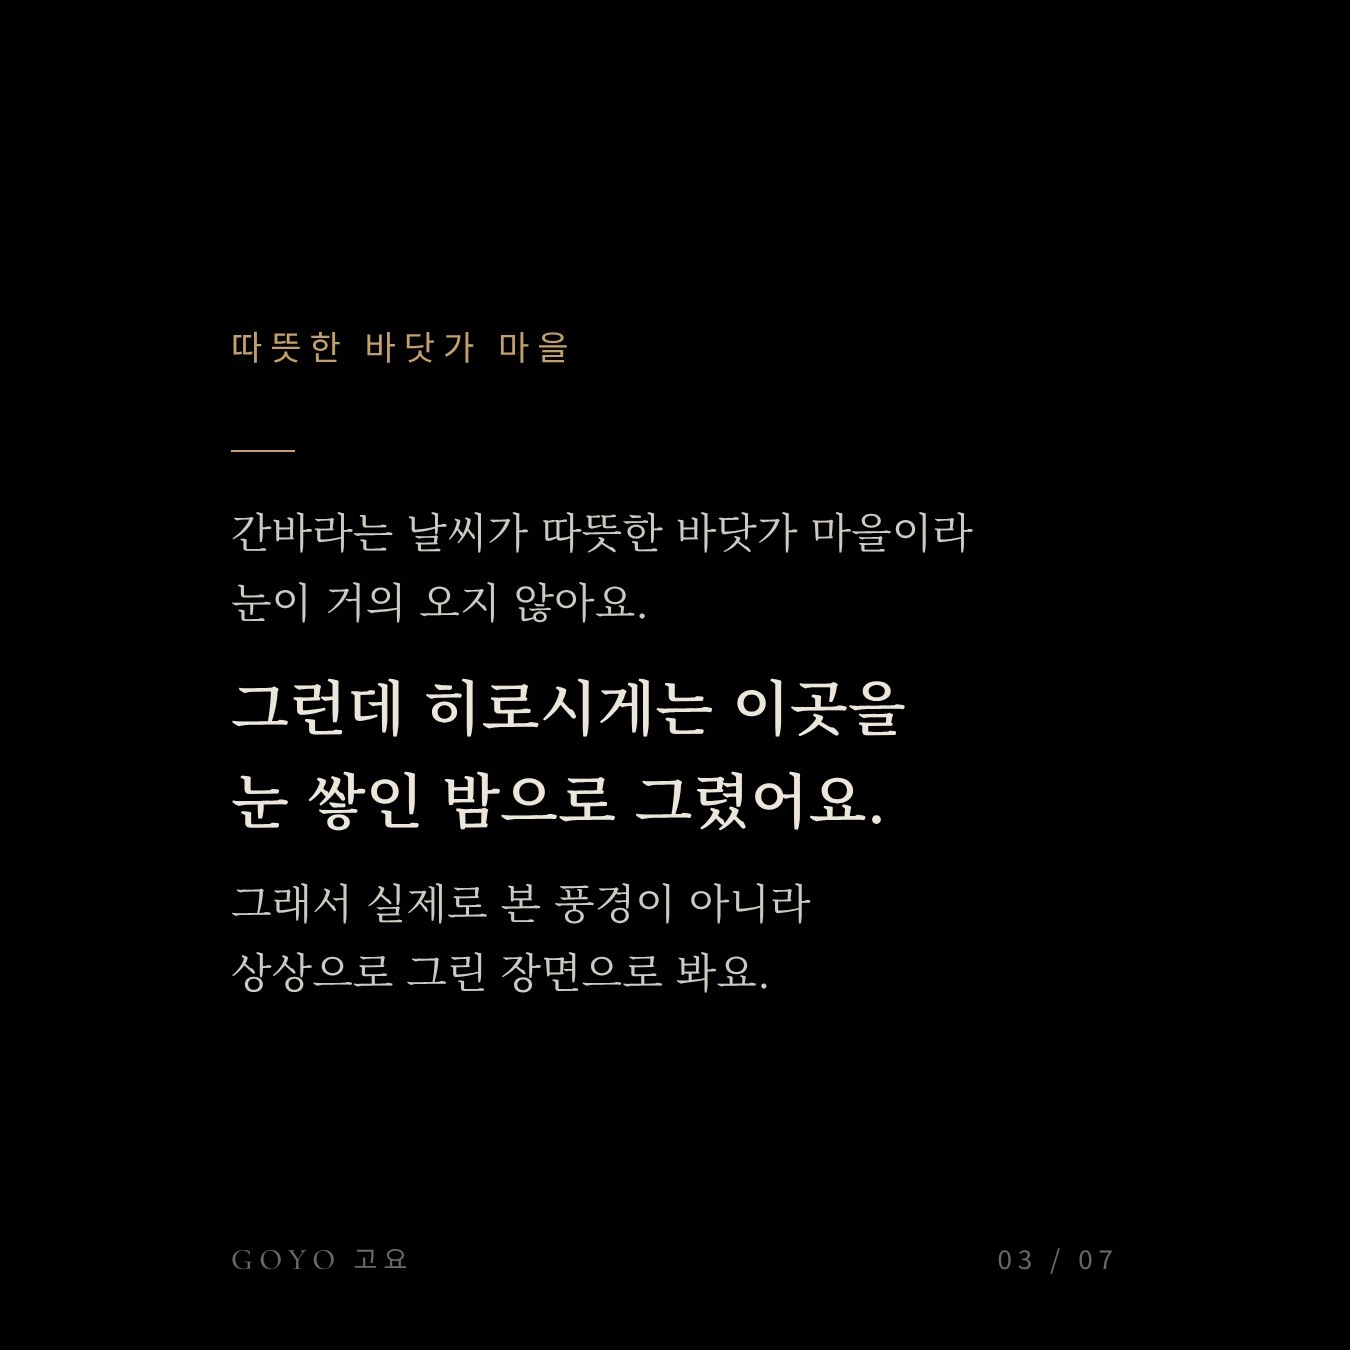 따뜻한 바닷가 마을
간바라는 날씨가 따뜻한 바닷가 마을이라
눈이 거의 오지 않아요.
그런데 히로시게는 이곳을
눈 쌓인 밤으로 그렸어요.
그래서 실제로 본 풍경이 아니라
상상으로 그린 장면으로 봐요.
GOYO 고요
03 / 07